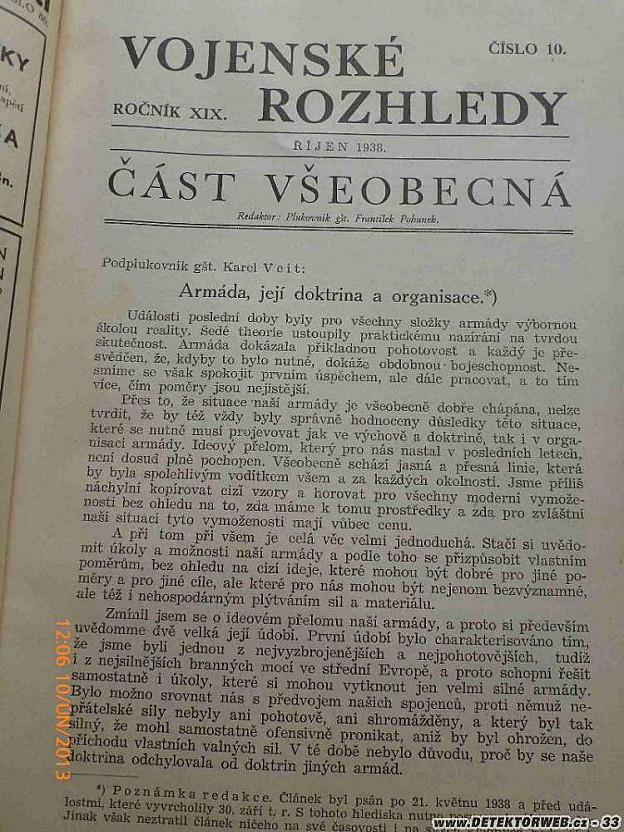 SLO 86.
KY
VOJENSKÉ
ČÍSLO 10.
ROČNÍK XIX.
ROZHLEDY
ŘÍJEN 1938.
ČÁST VŠEOBECNÁ
Redaktor: Plukovník gšt. František Pohunek.
Podplukovník gšt. Karel Veit:
Armáda, její doktrina a organisace.*)
Události poslední doby byly pro všechny složky armády výbornou
školou reality. Šedé theorie ustoupily praktickému nazírání na tvrdou
skutečnost. Armáda dokázala příkladnou pohotovost a každý je pře-
svědčen, že, kdyby to bylo nutné, dokáže obdobnou bojeschopnost. Ne-
smíme se však spokojit prvním úspěchem, ale dále pracovat, a to tím
více, čím poměry jsou nejistější.
Přes to, že situace naší armády je všeobecně dobře chápána, nelze
tvrdit, že by též vždy byly správně hodnoceny důsledky této situace,
které se nutně musí projevovat jak ve výchově a doktrině, tak i v orga-
nisaci armády. Ideový přelom, který pro nás nastal v posledních letech,
není dosud plně pochopen. Všeobecně schází jasná a přesná linie, která
by byla spolehlivým vodítkem všem a za každých okolností. Jsme příliš
náchylní kopírovat cizí vzory a horovat pro všechny moderní vymože-
nosti bez ohledu na to, zda máme k tomu prostředky a zda pro zvláštní
naši situaci tyto vymoženosti mají vůbec cenu.
A při tom při všem je celá věc velmi jednoduchá. Stačí si uvědo-
mit úkoly a možnosti naší armády a podle toho se přizpůsobit vlastním
poměrům, bez ohledu na cizí ideje, které mohou být dobré pro jiné po-
měry a pro jiné cíle, ale které pro nás mohou být nejenom bezvýznamné,
ale též i nehospodárným plýtváním sil a materiálu.
Zmínil jsem se o ideovém přelomu naší armády, a proto si především
uvědomme dvě velká její údobí. První údobí bylo charakterisováno tím,
že jsme byli jednou z nejvyzbrojenějších a nejpohotovějších, tudíž
i z nejsilnějších branných mocí ve střední Evropě, a proto schopni řešit
samostatně i úkoly, které si mohou vytknout jen velmi silné armády.
Bylo možno srovnat nás s předvojem našich spojenců, proti němuž ne-
přátelské síly nebyly ani pohotové, ani shromážděny, a který byl tak
silný, že mohl samostatně ofensivně pronikat, aniž by byl ohrožen, do
příchodu vlastních valných sil. V té době nebylo důvodu, proč by se naše
doktrina odchylovala od doktrin jiných armád.
*) Poznámka redakce. Článek byl psán po 21. květnu 1938 a před udá-
lostmi, které vyvrcholily 30. září t. r. S tohoto hlediska nutno
Jinak však neztratil článek ničeho na své časovosti a na
12:06 10/JUN/2013
WWW.DETEKTORWEB.cz - 33